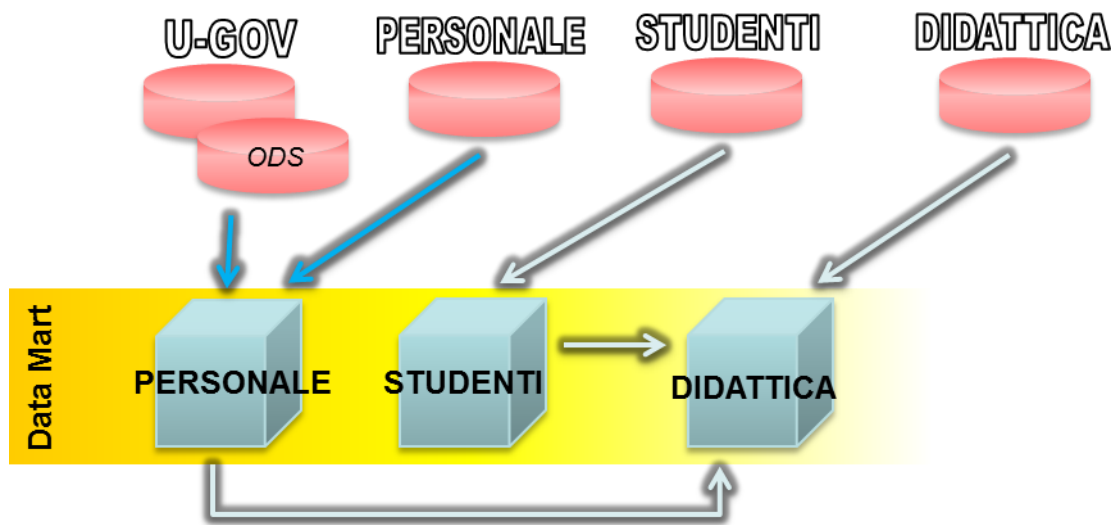 U-GOV
PERSONALE
STUDENTI
DIDATTICA
ODS
Data Mart
PERSONALE
STUDENTI
DIDATTICA